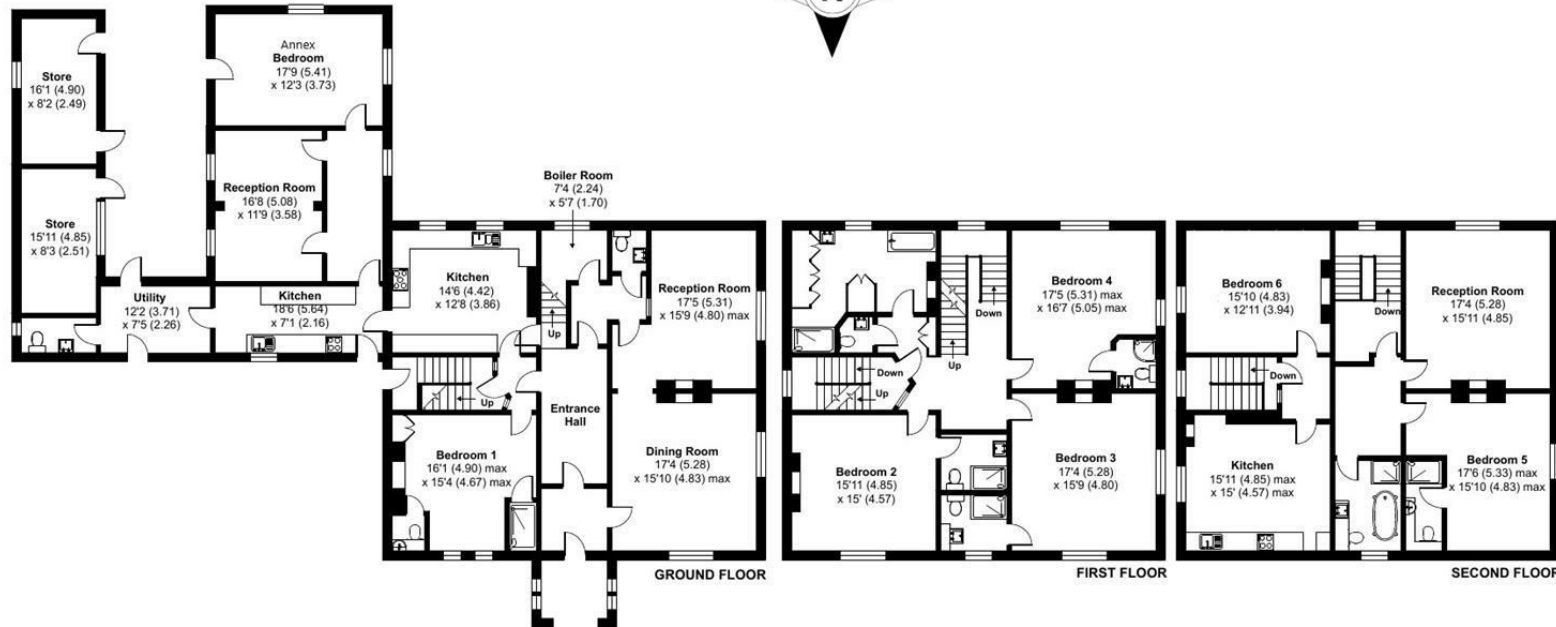 Store
16'1 (4.90)
x 8'2 (2.49)
Annex
Bedroom
17'9 (5.41)
x 12'3 (3.73)
Store
15'11 (4.85)
x 8'3 (2.51)
Reception Room
16'8 (5.08)
x 11'9 (3.58)
Utility
12'2 (3.71)
x 7'5 (2.26)
Kitchen
18'6 (5.64)
x 7'1 (2.16)
Boiler Room
7'4 (2.24)
x 5'7 (1.70)
Kitchen
14'6 (4.42)
x 12'8 (3.86)
Up
Reception Room
17'5 (5.31)
x 15'9 (4.80) max
Up
Entrance
Hall
Bedroom 1
16'1 (4.90) max
x 15'4 (4.67) max
Dining Room
17'4 (5.28)
x 15'10 (4.83) max
GROUND FLOOR
Down
Up
Bedroom 4
17'5 (5.31) max
x 16'7 (5.05) max
Down
Up
Bedroom 2
15'11 (4.85)
x 15' (4.57)
Bedroom 3
17'4 (5.28)
x 15'9 (4.80)
FIRST FLOOR
Bedroom 6
15'10 (4.83)
x 12'11 (3.94)
Down
Reception Room
17'4 (5.28)
x 15'11 (4.85)
Down
Kitchen
15'11 (4.85) max
x 15' (4.57) max
Bedroom 5
17'6 (5.33) max
x 15'10 (4.83) max
SECOND FLOOR